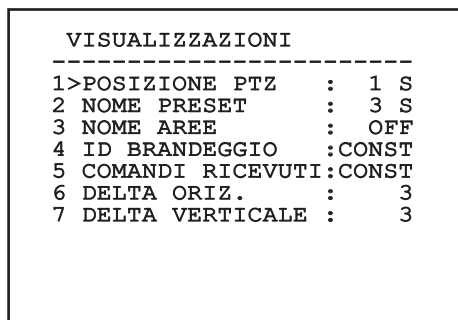 VISUALIZZAZIONI
------------------------
1>POSIZIONE PTZ   :  1 S
2 NOME PRESET     :  3 S
3 NOME AREE       :  OFF
4 ID BRANDEGGIO   :CONST
5 COMANDI RICEVUTI:CONST
6 DELTA ORIZ.     :    3
7 DELTA VERTICALE :    3